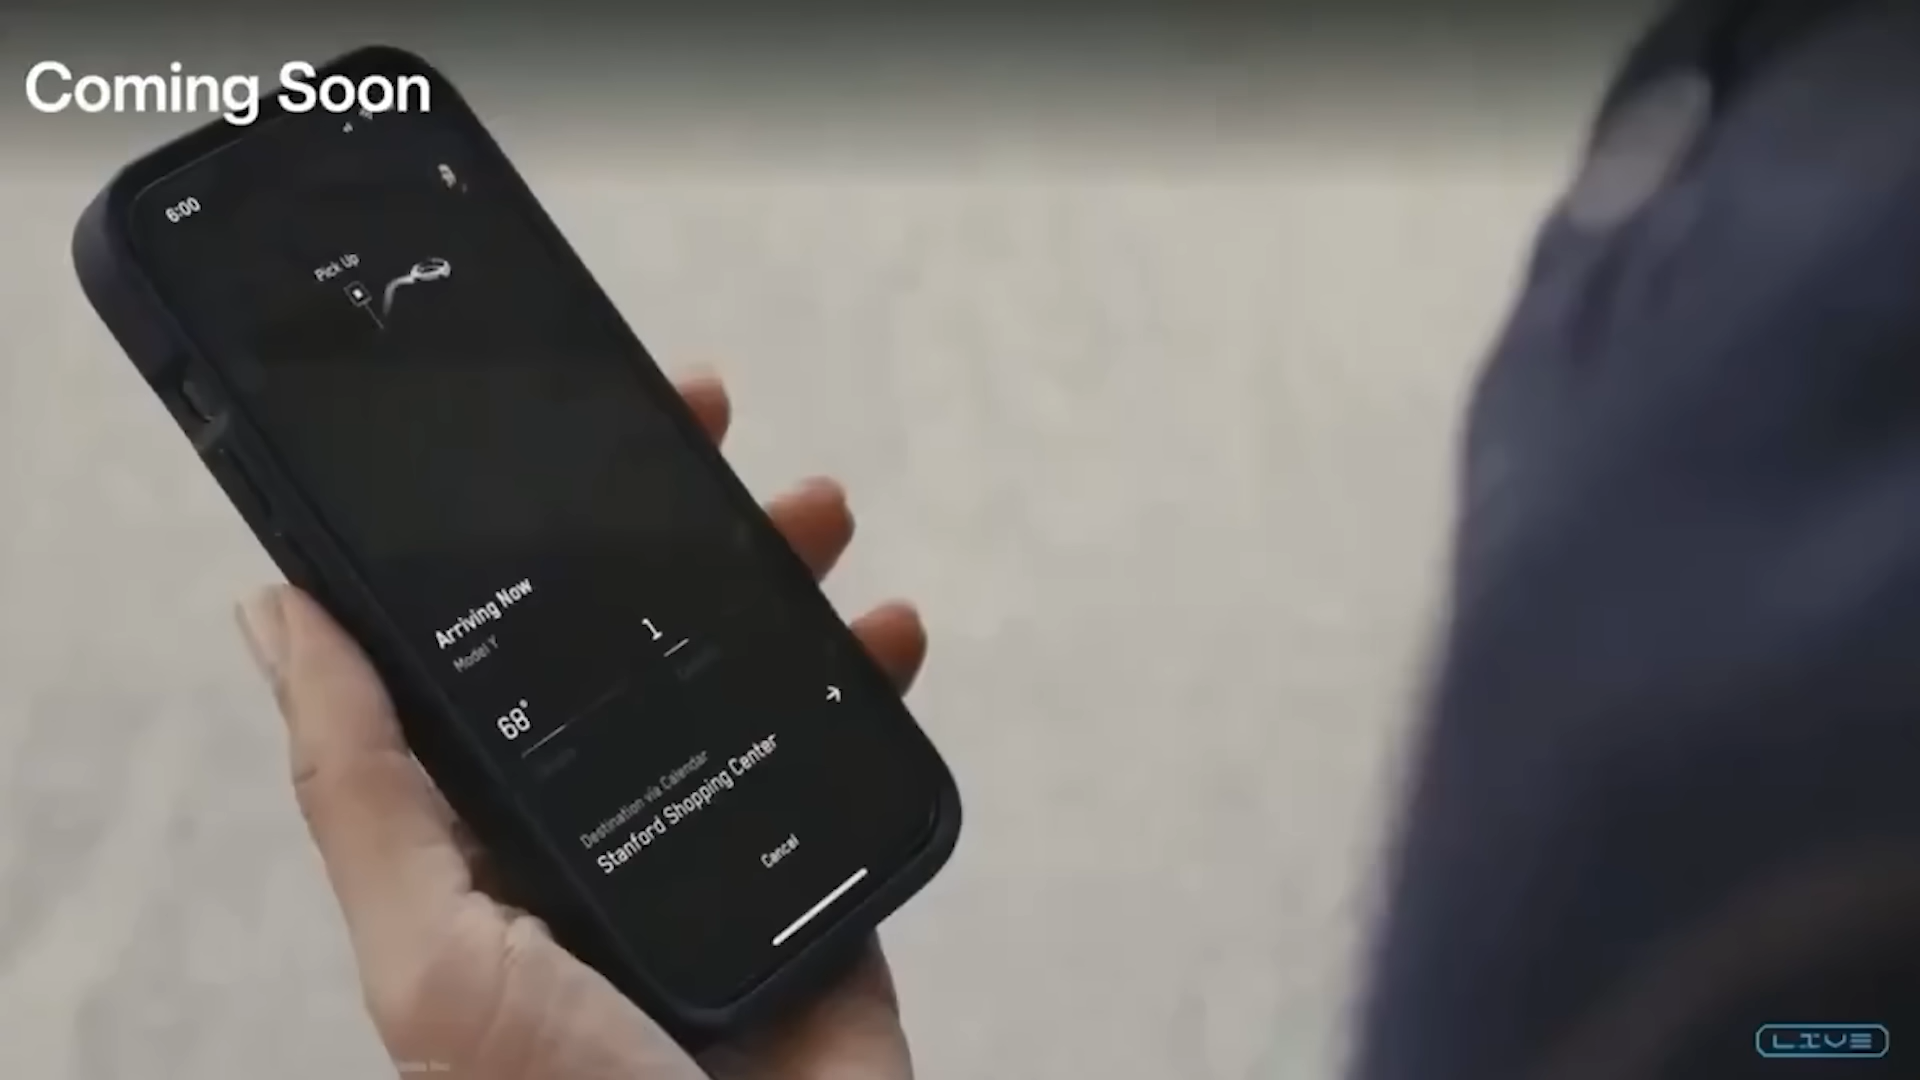 Coming Soon
6:00
Pick Up
Arriving Now
Model Y
68°
1
Destination via Calendar
Stanford Shopping Center
Cancel
LIVE